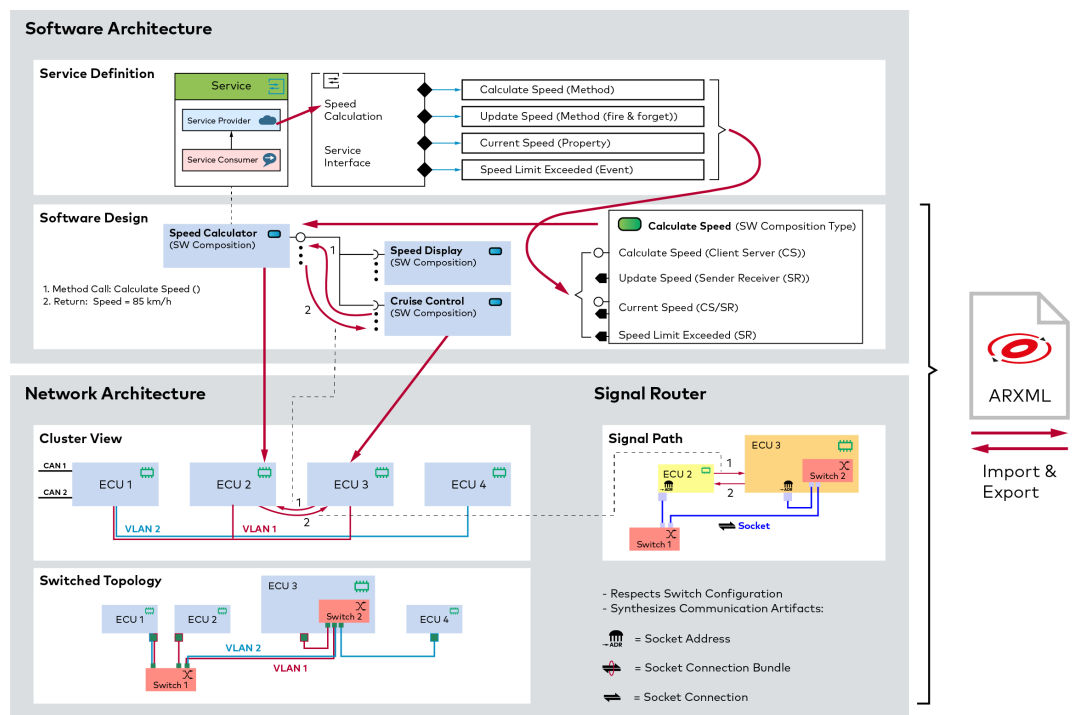 Software Architecture
Service Definition
Service
Service Provider
Service Consumer
Speed
Calculation
Service
Interface
Calculate Speed (Method)
Update Speed (Method (fire & forget))
Current Speed (Property)
Speed Limit Exceeded (Event)
Software Design
Speed Calculator
(SW Composition)
1. Method Call: Calculate Speed ()
2. Return: Speed = 85 km/h
1
2
Speed Display
(SW Composition)
Cruise Control
(SW Composition)
Calculate Speed (SW Composition Type)
Calculate Speed (Client Server (CS))
Update Speed (Sender Receiver (SR))
Current Speed (CS/SR)
Speed Limit Exceeded (SR)
Network Architecture
Cluster View
CAN 1
CAN 2
ECU 1
ECU 2
ECU 3
ECU 4
1
2
VLAN 2
VLAN 1
Switched Topology
ECU 1
ECU 2
ECU 3
Switch 2
ECU 4
VLAN 2
VLAN 1
Switch 1
Signal Router
Signal Path
ECU 2
ADR
1
2
ECU 3
Switch 2
ADR
Socket
Switch 1
- Respects Switch Configuration
- Synthesizes Communication Artifacts:
ADR
= Socket Address
= Socket Connection Bundle
= Socket Connection
ARXML
Import &
Export